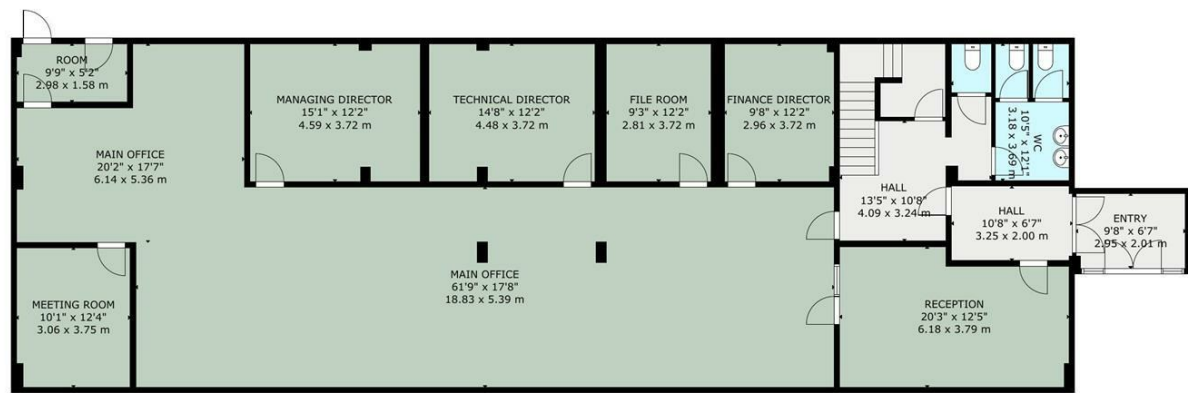 ROOM
9'9" x 5'2"
2.98 x 1.58 m
MANAGING DIRECTOR
15'1" x 12'2"
4.59 x 3.72 m
TECHNICAL DIRECTOR
14'8" x 12'2"
4.48 x 3.72 m
FILE ROOM
9'3" x 12'2"
2.81 x 3.72 m
FINANCE DIRECTOR
9'8" x 12'2"
2.96 x 3.72 m
WC
10'5" x 12'1"
3.18 x 3.69 m
MAIN OFFICE
20'2" x 17'7"
6.14 x 5.36 m
HALL
13'5" x 10'8"
4.09 x 3.24 m
HALL
10'8" x 6'7"
3.25 x 2.00 m
ENTRY
9'8" x 6'7"
2.95 x 2.01 m
MAIN OFFICE
61'9" x 17'8"
18.83 x 5.39 m
MEETING ROOM
10'1" x 12'4"
3.06 x 3.75 m
RECEPTION
20'3" x 12'5"
6.18 x 3.79 m